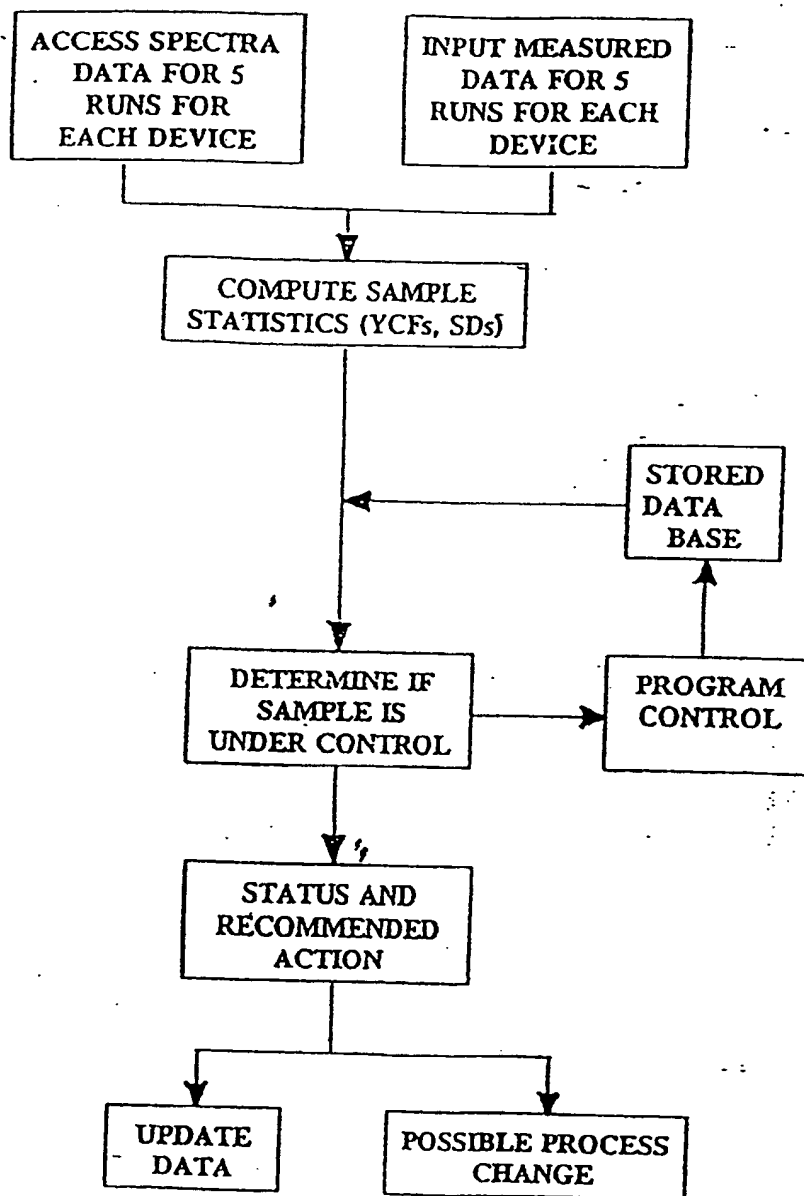 ACCESS SPECTRA
DATA FOR 5
RUNS FOR
EACH DEVICE
INPUT MEASURED
DATA FOR 5
RUNS FOR EACH
DEVICE
COMPUTE SAMPLE
STATISTICS (YCFs, SDs)
STORED
DATA
BASE
DETERMINE IF
SAMPLE IS
UNDER CONTROL
PROGRAM
CONTROL
STATUS AND
RECOMMENDED
ACTION
UPDATE
DATA
POSSIBLE PROCESS
CHANGE